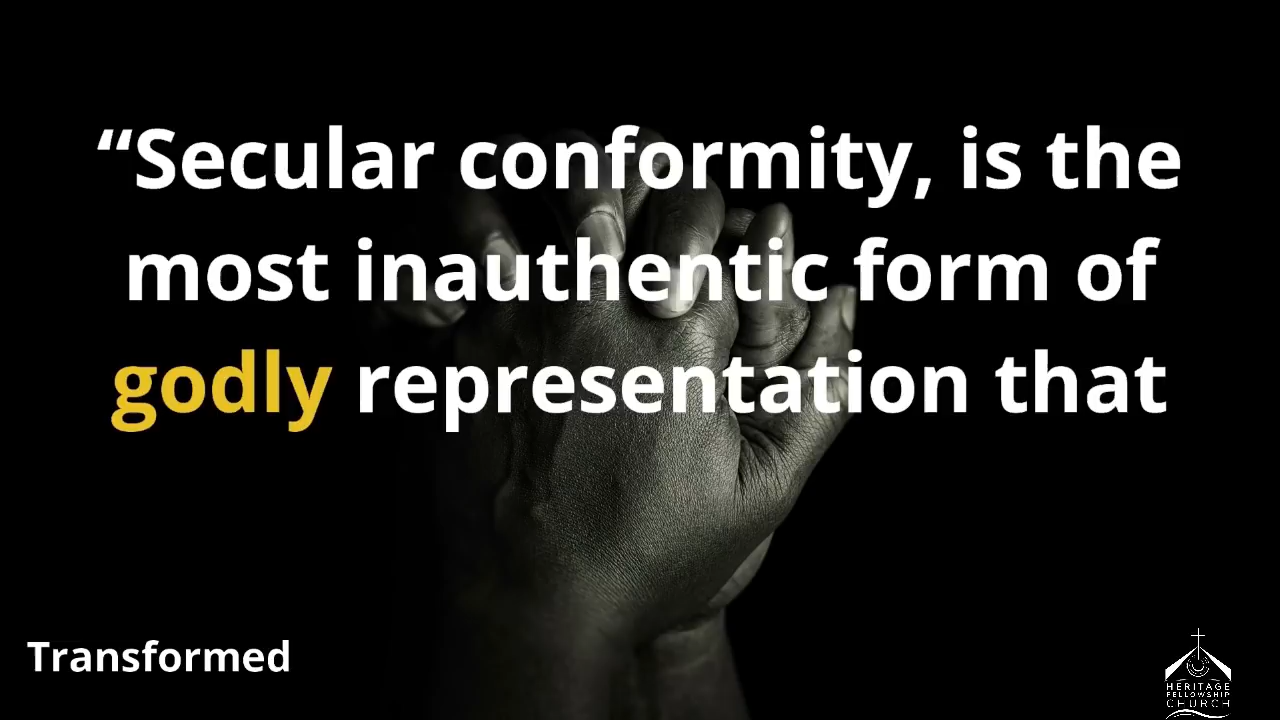 “Secular conformity, is the
most inauthentic form of
godly representation that
Transformed
HERITAGE
FELLOWSHIP
CHURCH